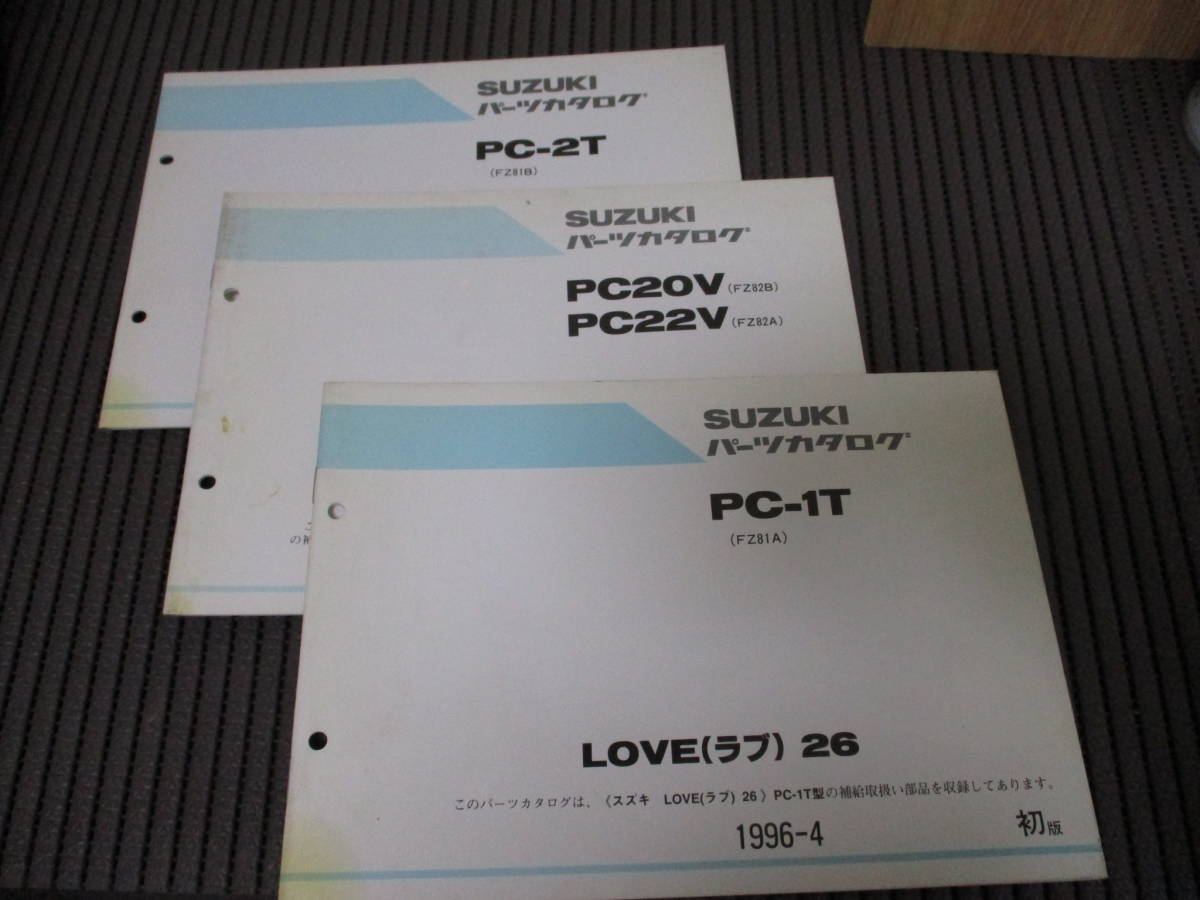 SUZUKI
パーツカタログ
PC-2T
(FZ81B)
SUZUKI
パーツカタログ
PC20V (FZ82B)
PC22V (FZ82A)
こ
の補
SUZUKI
パーツカタログ
PC-1T
(FZ81A)
LOVE(ラブ) 26
このパーツカタログは、〈スズキ LOVE(ラブ) 26 〉PC-1T型の補給取扱い部品を収録してあります。
1996-4 初版